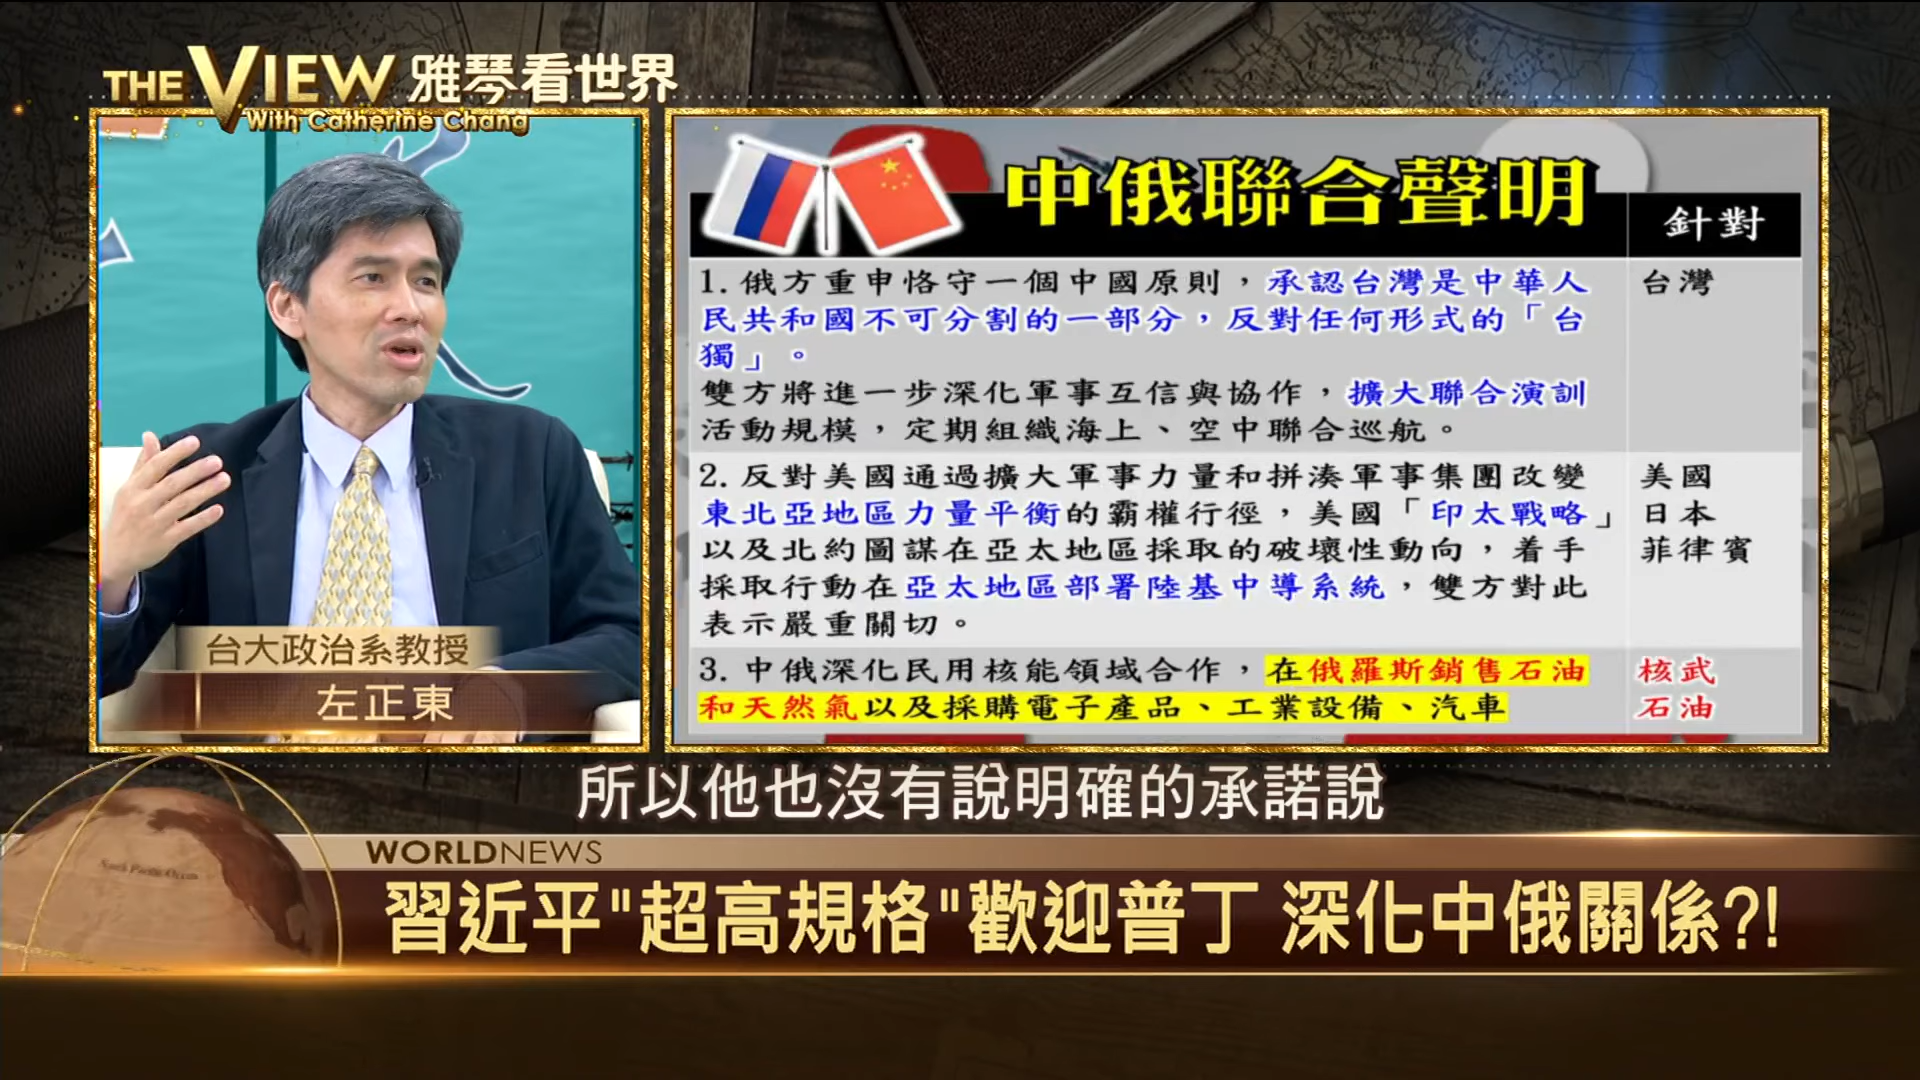 THE VIEW 雅琴看世界
With Catherine Chang
中俄聯合聲明
針對
1. 俄方重申恪守一個中國原則，承認台灣是中華人
民共和國不可分割的一部分，反對任何形式的「台
獨」。
雙方將進一步深化軍事互信與協作，擴大聯合演訓
活動規模，定期組織海上、空中聯合巡航。
台灣
2. 反對美國通過擴大軍事力量和拼湊軍事集團改變
東北亞地區力量平衡的霸權行徑，美國「印太戰略」
以及北約圖謀在亞太地區採取的破壞性動向，着手
採取行動在亞太地區部署陸基中導系統，雙方對此
表示嚴重關切。
美國
日本
菲律賓
3. 中俄深化民用核能領域合作，在俄羅斯銷售石油
和天然氣以及採購電子產品、工業設備、汽車
核武
石油
台大政治系教授
左正東
所以他也沒有說明確的承諾說
WORLDNEWS
習近平"超高規格"歡迎普丁 深化中俄關係?!